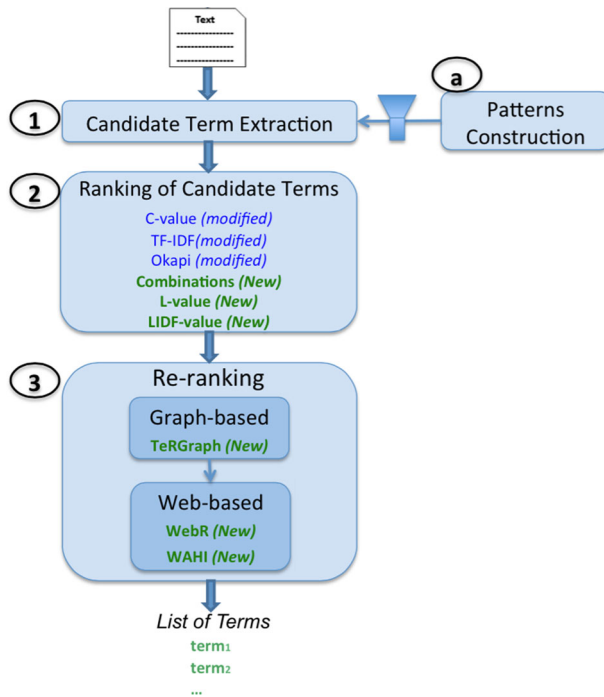 Text
a
1
Candidate Term Extraction
Patterns
Construction
2
Ranking of Candidate Terms
C-value (modified)
TF-IDF(modified)
Okapi (modified)
Combinations (New)
L-value (New)
LIDF-value (New)
3
Re-ranking
Graph-based
TeRGraph (New)
Web-based
WebR (New)
WAHI (New)
List of Terms
term₁
term₂
...